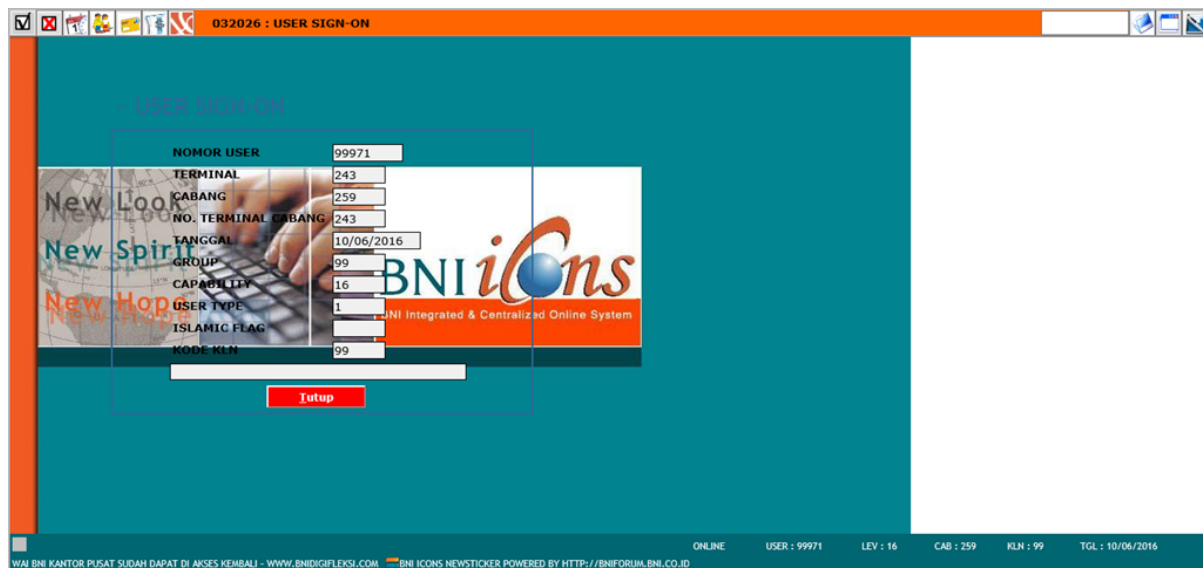 032026 : USER SIGN-ON
- USER SIGN-ON
NOMOR USER 99971
TERMINAL 243
CABANG 259
NO. TERMINAL CABANG 243
TANGGAL 10/06/2016
GROUP 99
CAPABILITY 16
USER TYPE 1
ISLAMIC FLAG
KODE KLN 99
Tutup
New Look
New Spirit
New Hope
BNI icons
BNI Integrated & Centralized Online System
ONLINE USER : 99971 LEV : 16 CAB : 259 KLN : 99 TGL : 10/06/2016
WAI BNI KANTOR PUSAT SUDAH DAPAT DI AKSES KEMBALI - WWW.BNIDIGIFLEKSI.COM BNI ICONS NEWSTICKER POWERED BY HTTP://BNIFORUM.BNI.CO.ID